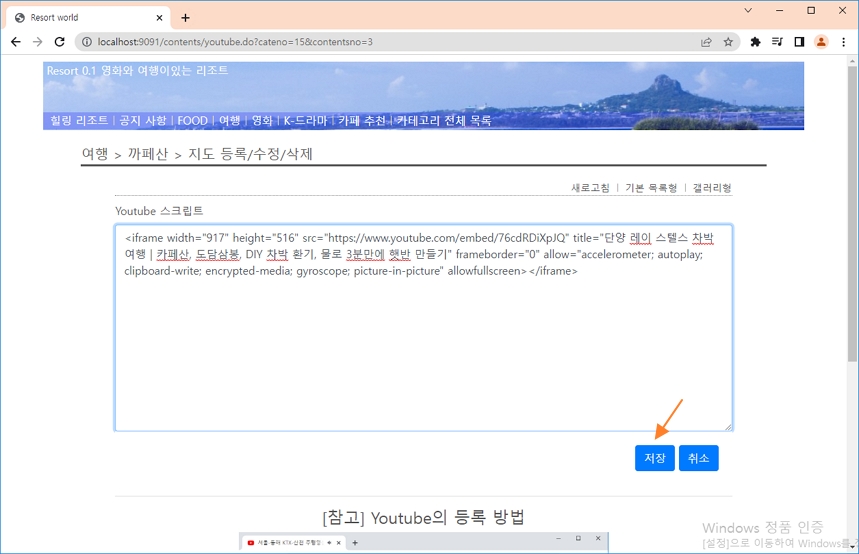 Resort world
localhost:9091/contents/youtube.do?cateno=15&contentsno=3
Resort 0.1 영화와 여행이있는 리조트
힐링 리조트 | 공지 사항 | FOOD | 여행 | 영화 | K-드라마 | 카페 추천 | 카테고리 전체 목록
여행 > 까페산 > 지도 등록/수정/삭제
새로고침 | 기본 목록형 | 갤러리형
Youtube 스크립트
<iframe width="917" height="516" src="https://www.youtube.com/embed/76cdRDiXpJQ" title="단양 레이 스텔스 차박
여행 | 카페산, 도담삼봉, DIY 차박 환기, 물로 3분만에 햇반 만들기" frameborder="0" allow="accelerometer; autoplay;
clipboard-write; encrypted-media; gyroscope; picture-in-picture" allowfullscreen></iframe>
저장 취소
[참고] Youtube의 등록 방법
Windows 정품 인증
[설정]으로 이동하여 Windows를